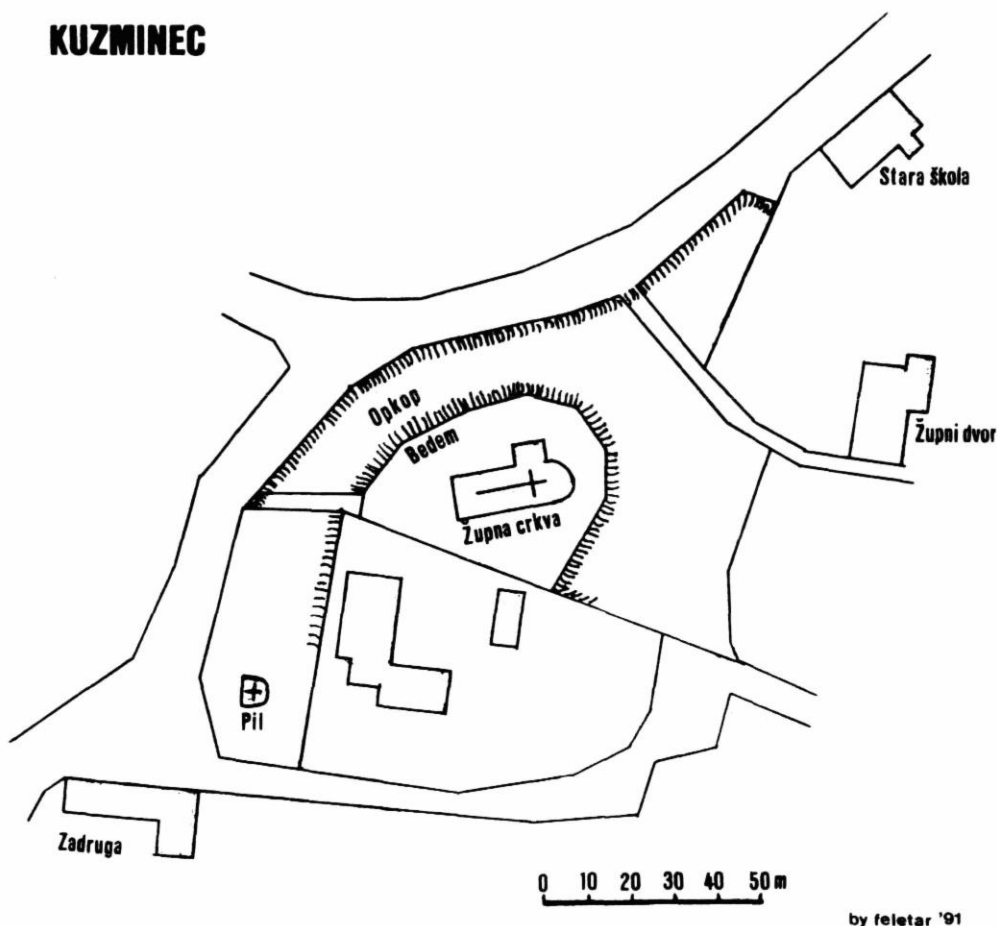 KUZMINEC
Stara škola
Opkop
Bedem
Župni dvor
Župna crkva
Pil
Zadruga
0 10 20 30 40 50 m
by feletar '91